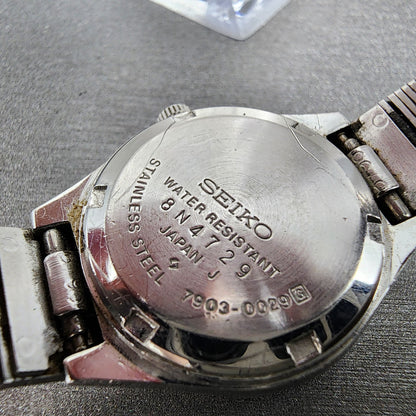 SEIKO
WATER RESISTANT
8N4729
JAPAN J
STAINLESS STEEL
7903-0029